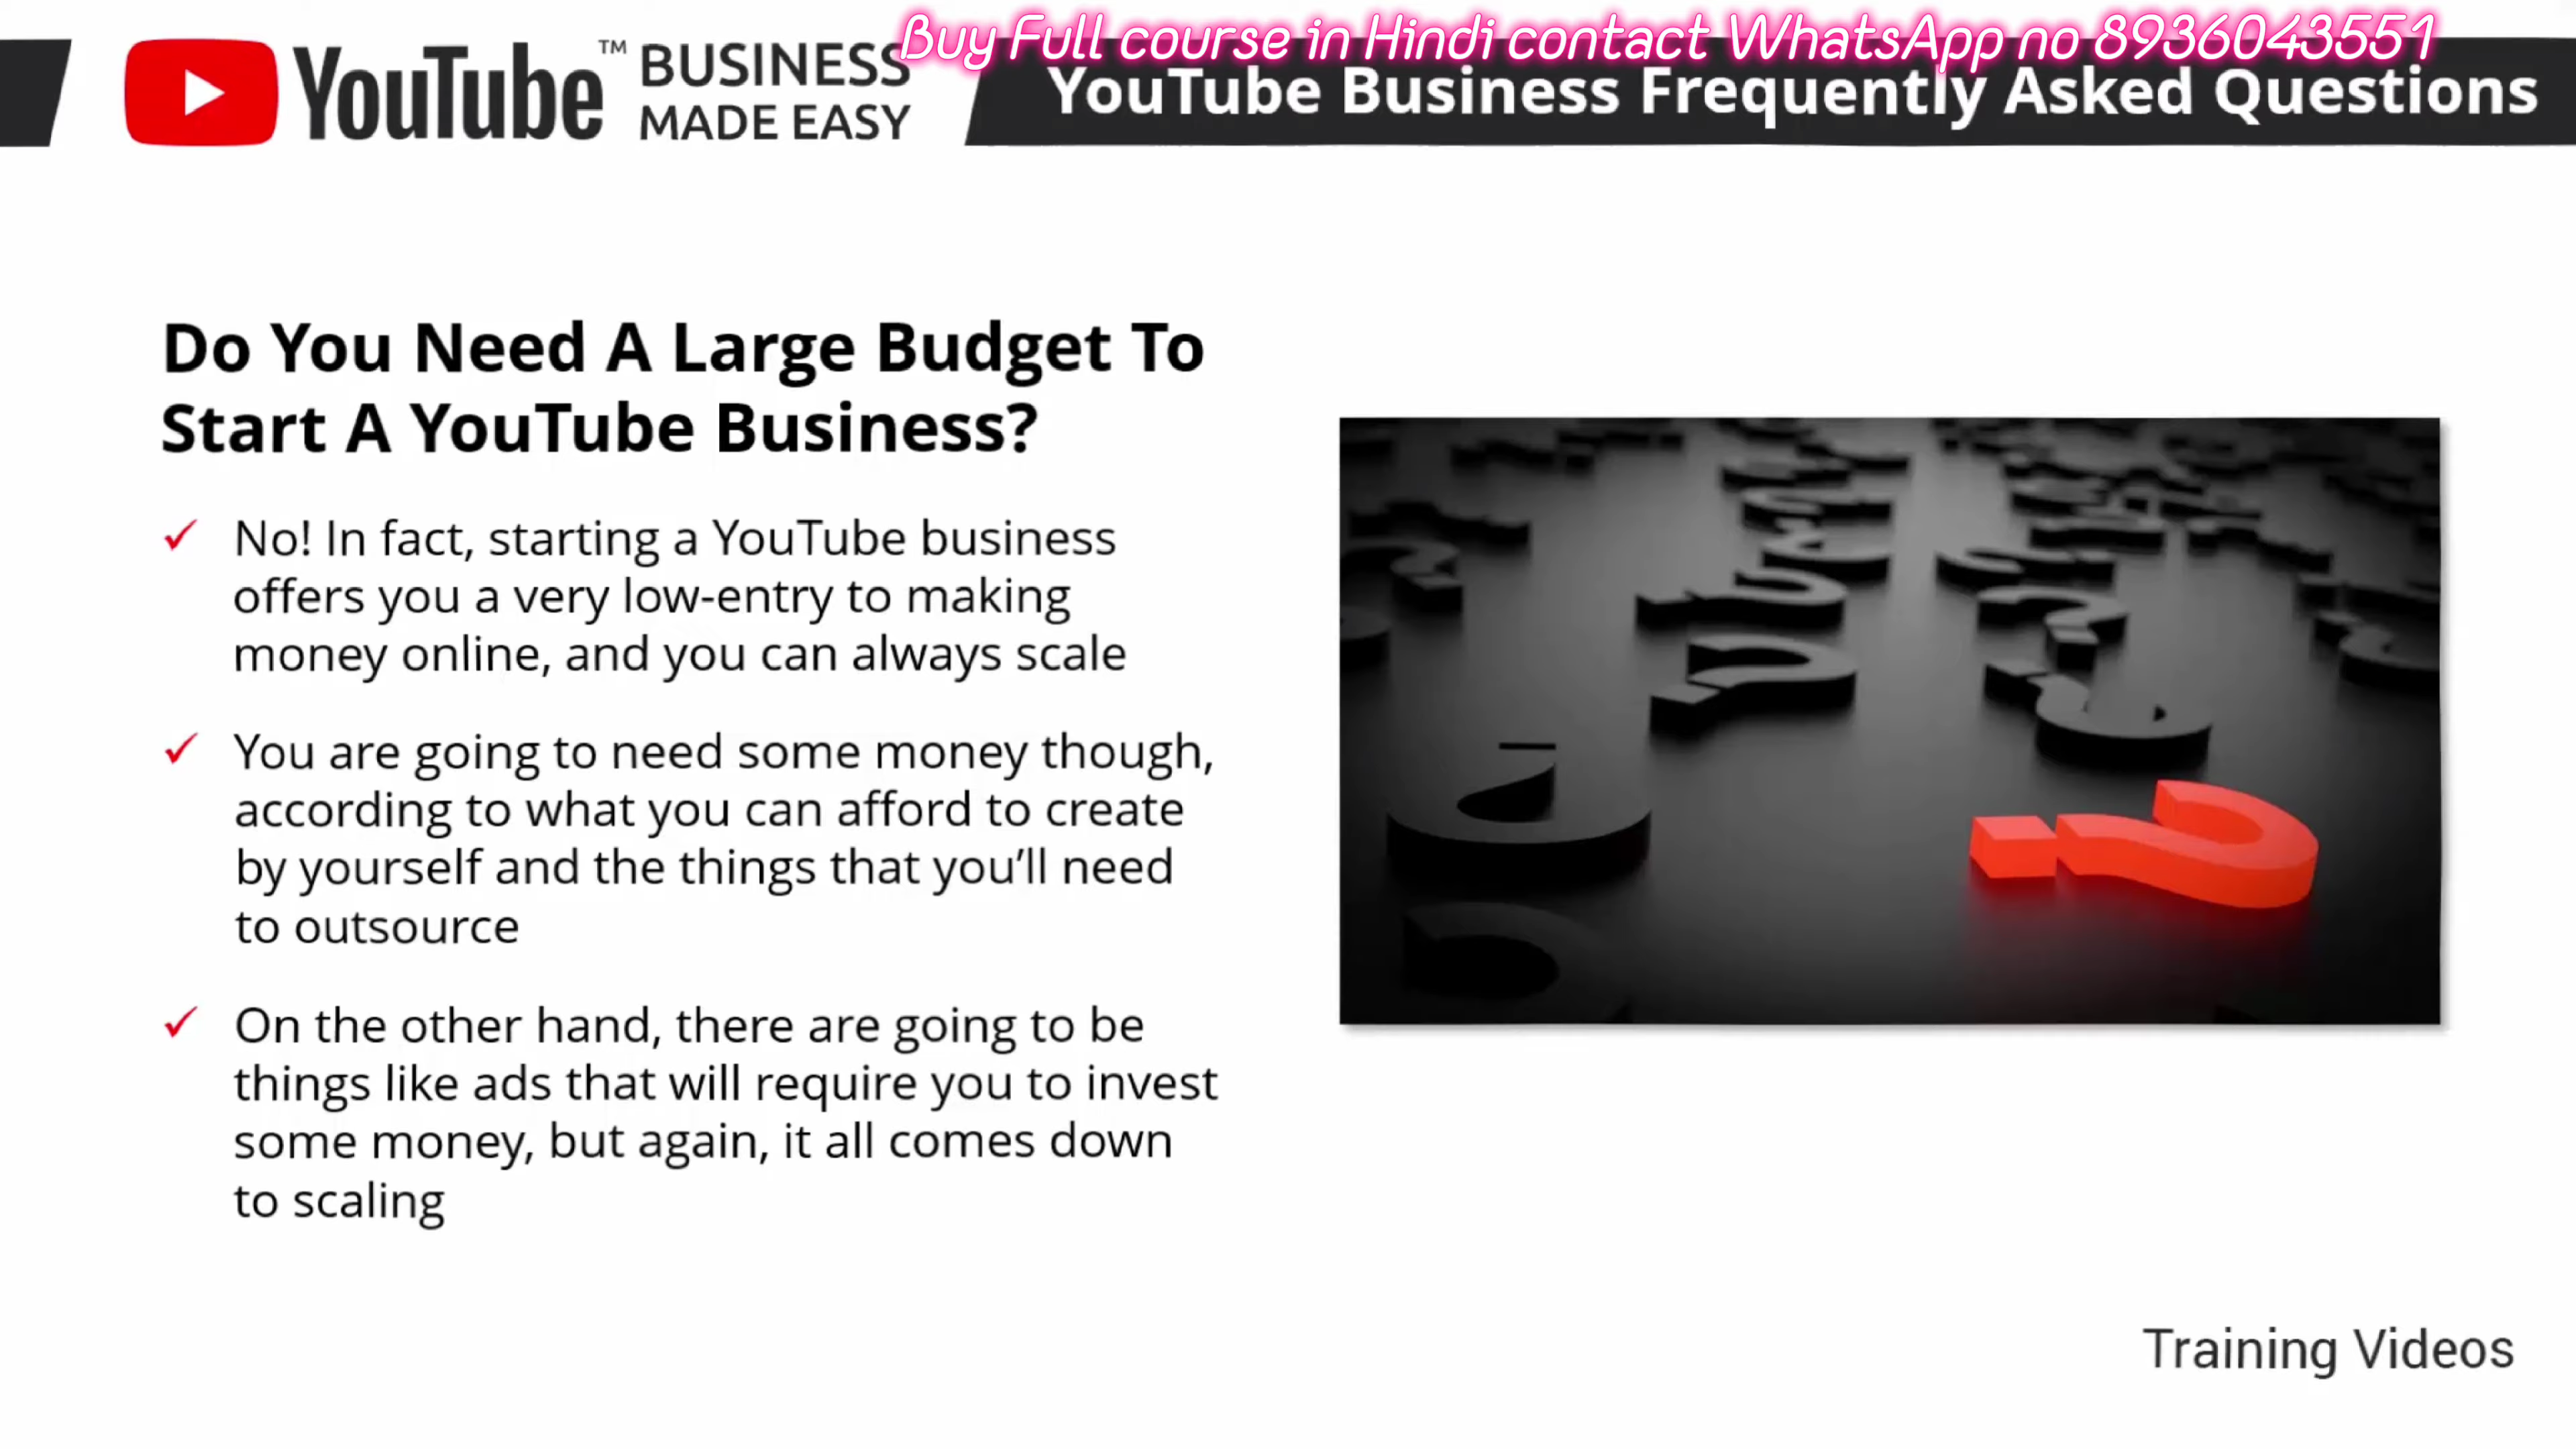 Buy Full course in Hindi contact WhatsApp no 8936043551
YouTube™ BUSINESS
MADE EASY
YouTube Business Frequently Asked Questions
Do You Need A Large Budget To
Start A YouTube Business?
✓ No! In fact, starting a YouTube business
offers you a very low-entry to making
money online, and you can always scale
✓ You are going to need some money though,
according to what you can afford to create
by yourself and the things that you’ll need
to outsource
✓ On the other hand, there are going to be
things like ads that will require you to invest
some money, but again, it all comes down
to scaling
Training Videos